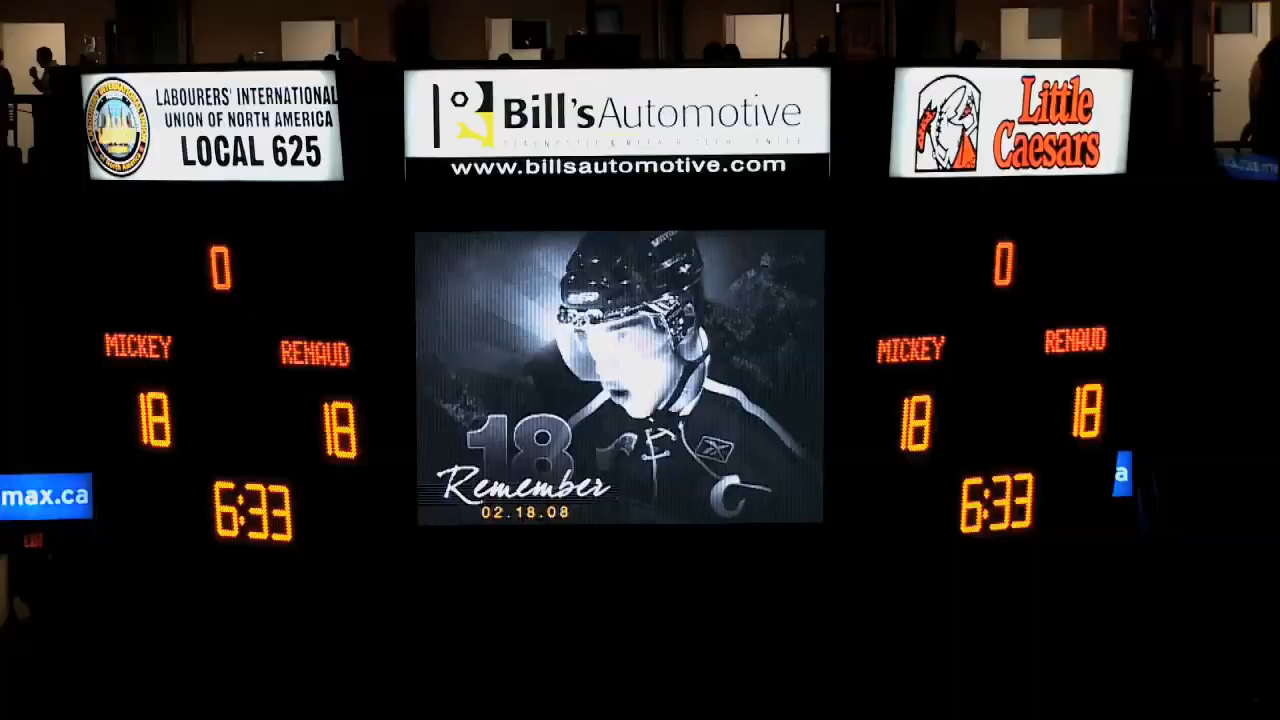 LABOURERS' INTERNATIONAL
UNION OF NORTH AMERICA
LOCAL 625
Bill's Automotive
www.billsautomotive.com
Little
Caesars
0
0
MICKEY RENAUD
MICKEY RENAUD
18 18
18 18
6:33
6:33
18
Remember
02.18.08
max.ca
a
EXIT